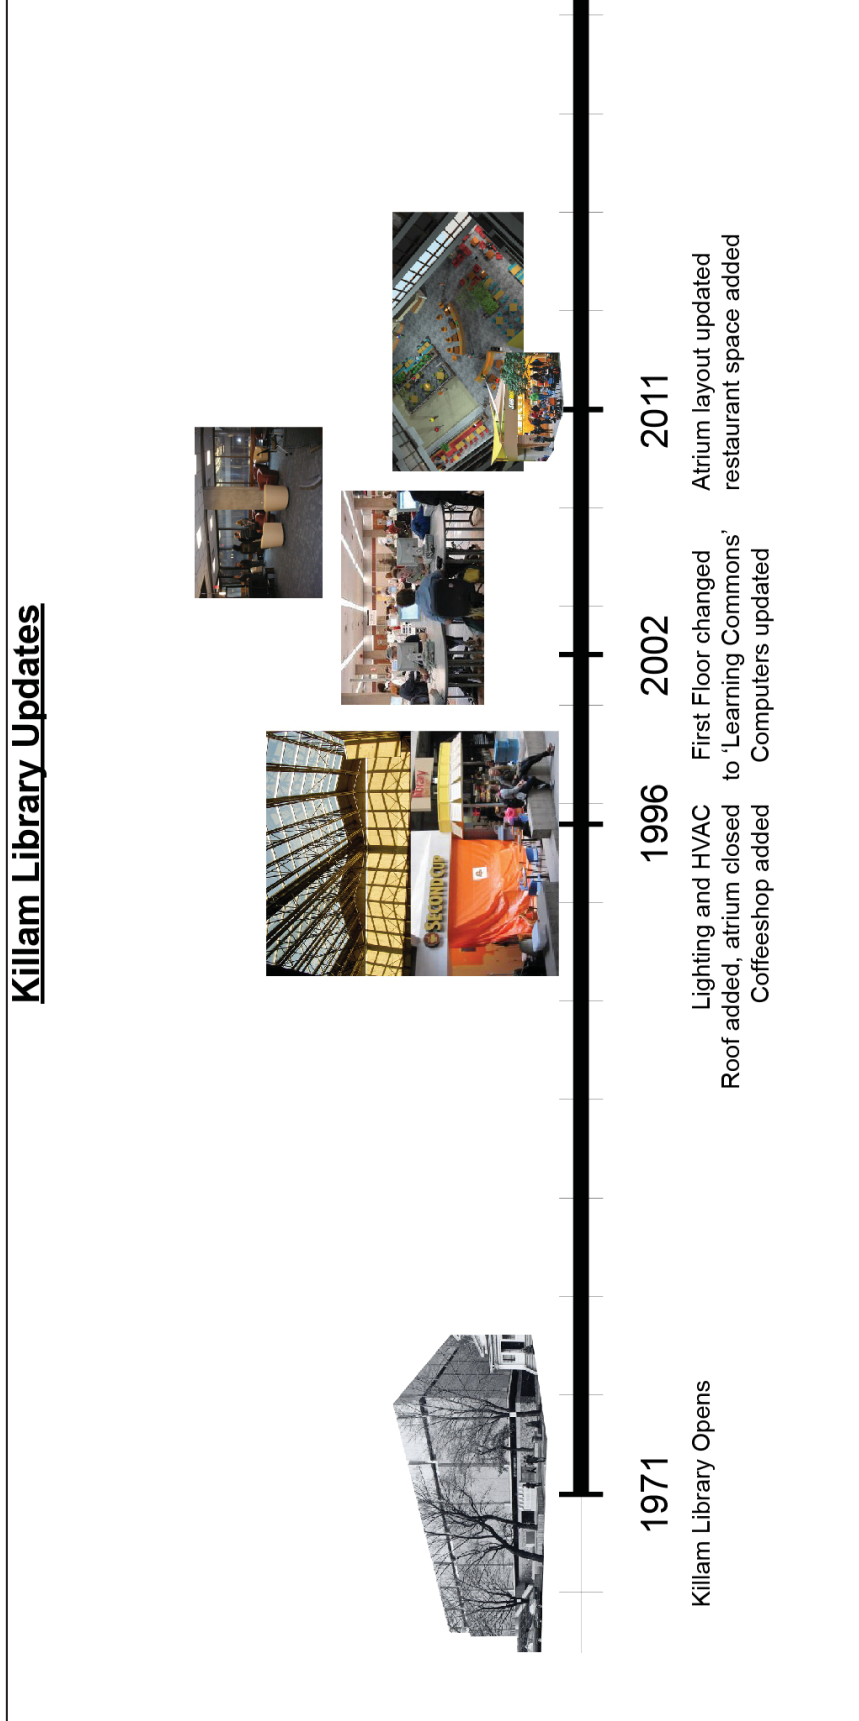 Killam Library Updates
SECOND CUP
library
1971
Killam Library Opens
1996
Lighting and HVAC
Roof added, atrium closed
Coffeeshop added
2002
First Floor changed
to ‘Learning Commons’
Computers updated
2011
Atrium layout updated
restaurant space added